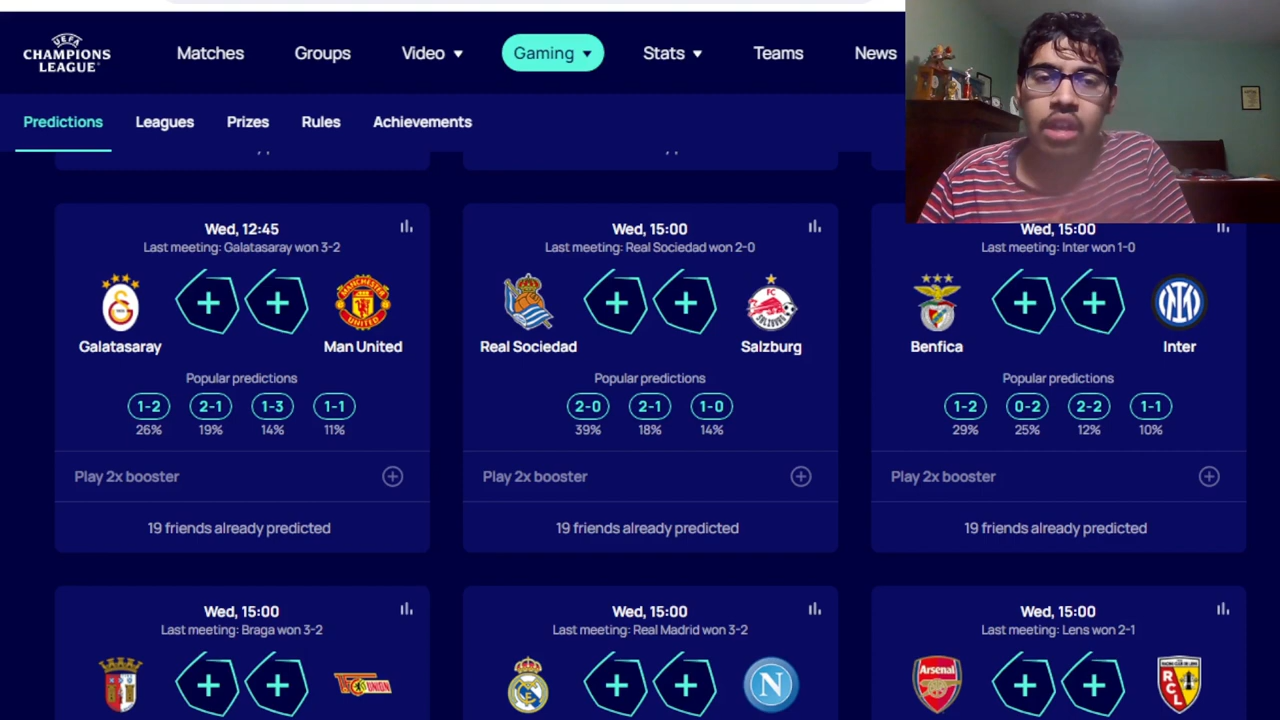 UEFA
CHAMPIONS
LEAGUE
Matches Groups Video Gaming Stats Teams News
Predictions Leagues Prizes Rules Achievements
Wed, 12:45
Last meeting: Galatasaray won 3-2
Galatasaray Man United
Popular predictions
1-2 2-1 1-3 1-1
26% 19% 14% 11%
Play 2x booster
19 friends already predicted
Wed, 15:00
Last meeting: Real Sociedad won 2-0
Real Sociedad Salzburg
Popular predictions
2-0 2-1 1-0
39% 18% 14%
Play 2x booster
19 friends already predicted
Wed, 15:00
Last meeting: Inter won 1-0
Benfica Inter
Popular predictions
1-2 0-2 2-2 1-1
29% 25% 12% 10%
Play 2x booster
19 friends already predicted
Wed, 15:00
Last meeting: Braga won 3-2
Wed, 15:00
Last meeting: Real Madrid won 3-2
Wed, 15:00
Last meeting: Lens won 2-1
Arsenal